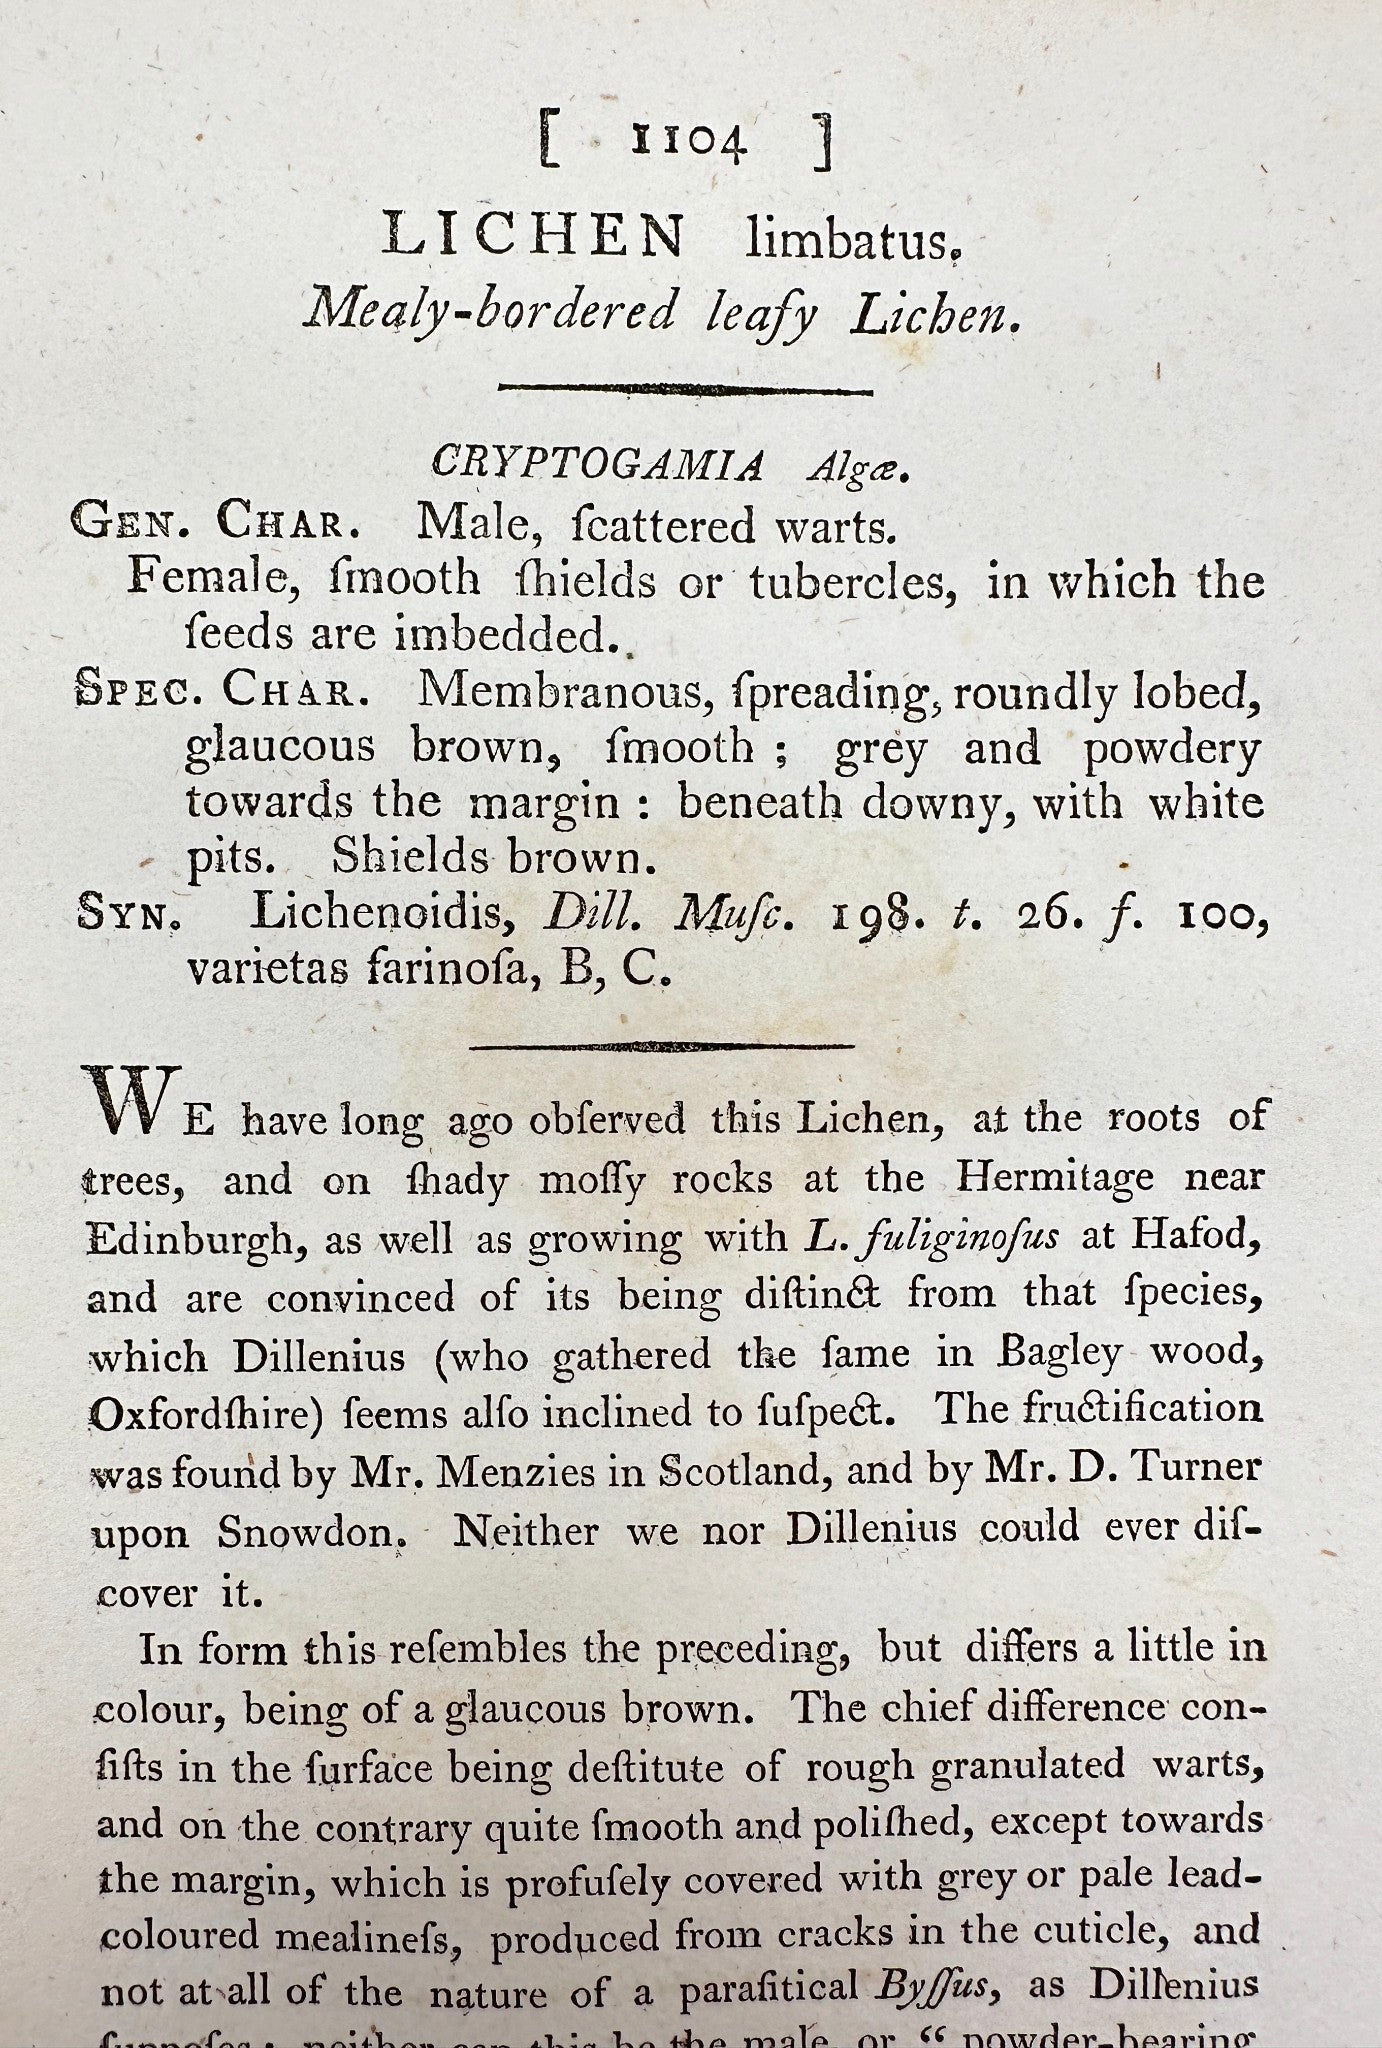 [ 1104 ]
LICHEN limbatus.
Mealy-bordered leafy Lichen.
CRYPTOGAMIA Algæ.
GEN. CHAR. Male, ſcattered warts.
Female, ſmooth ſhields or tubercles, in which the
ſeeds are imbedded.
SPEC. CHAR. Membranous, ſpreading, roundly lobed,
glaucous brown, ſmooth ; grey and powdery
towards the margin : beneath downy, with white
pits. Shields brown.
SYN. Lichenoidis, Dill. Muſc. 198. t. 26. f. 100,
varietas farinoſa, B, C.
WE have long ago obſerved this Lichen, at the roots of
trees, and on ſhady moſſy rocks at the Hermitage near
Edinburgh, as well as growing with L. fuliginoſus at Hafod,
and are convinced of its being diſtinct from that ſpecies,
which Dillenius (who gathered the ſame in Bagley wood,
Oxfordſhire) ſeems alſo inclined to ſuſpect. The fructification
was found by Mr. Menzies in Scotland, and by Mr. D. Turner
upon Snowdon. Neither we nor Dillenius could ever diſ-
cover it.
In form this reſembles the preceding, but differs a little in
colour, being of a glaucous brown. The chief difference con-
ſiſts in the ſurface being deſtitute of rough granulated warts,
and on the contrary quite ſmooth and poliſhed, except towards
the margin, which is profuſely covered with grey or pale lead-
coloured mealineſs, produced from cracks in the cuticle, and
not at all of the nature of a paraſitical Byſſus, as Dillenius
ſuppoſes ; neither can this be the male, or “ powder-bearing